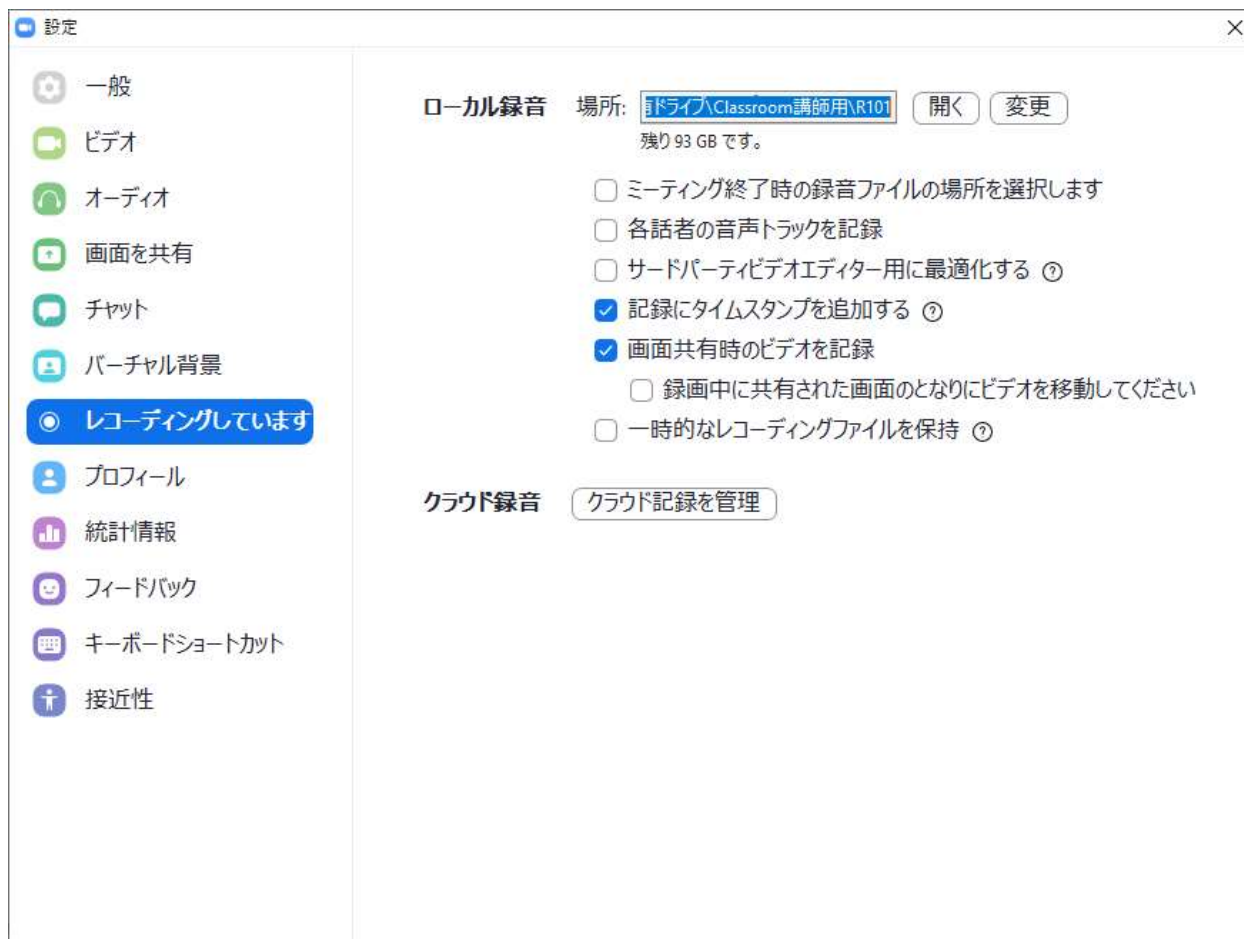 設定
一般
ビデオ
オーディオ
画面を共有
チャット
バーチャル背景
レコーディングしています
プロフィール
統計情報
フィードバック
キーボードショートカット
接近性
ローカル録音 場所: ドライブ\Classroom講師用\R101 開く 変更
残り 93 GB です。
ミーティング終了時の録音ファイルの場所を選択します
各話者の音声トラックを記録
サードパーティビデオエディター用に最適化する
記録にタイムスタンプを追加する
画面共有時のビデオを記録
録画中に共有された画面のとなりにビデオを移動してください
一時的なレコーディングファイルを保持
クラウド録音 クラウド記録を管理